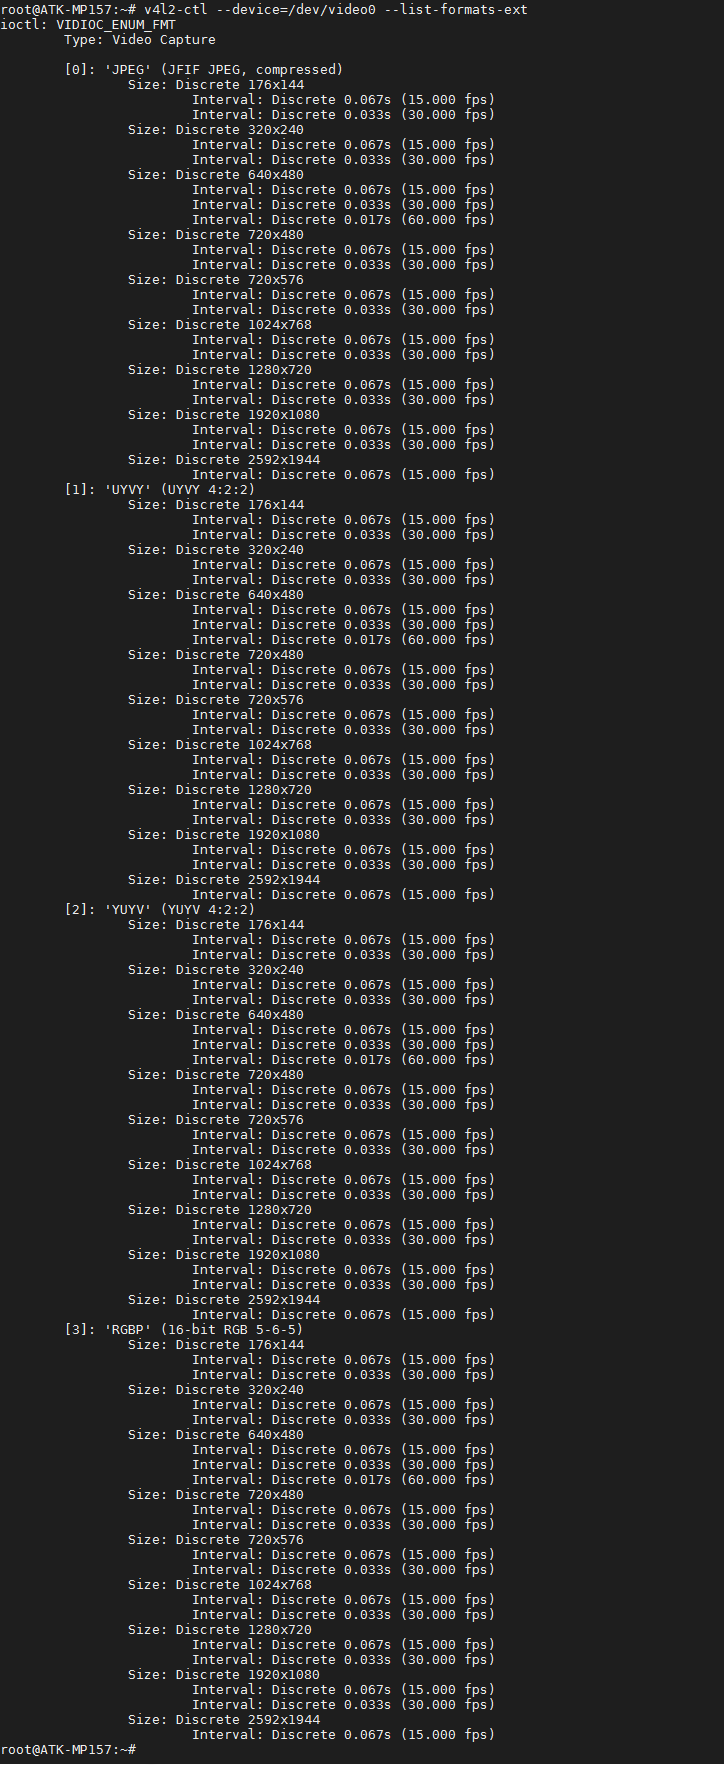 root@ATK-MP157:~# v4l2-ctl --device=/dev/video0 --list-formats-ext
ioctl: VIDIOC_ENUM_FMT
        Type: Video Capture

        [0]: 'JPEG' (JFIF JPEG, compressed)
                Size: Discrete 176x144
                        Interval: Discrete 0.067s (15.000 fps)
                        Interval: Discrete 0.033s (30.000 fps)
                Size: Discrete 320x240
                        Interval: Discrete 0.067s (15.000 fps)
                        Interval: Discrete 0.033s (30.000 fps)
                Size: Discrete 640x480
                        Interval: Discrete 0.067s (15.000 fps)
                        Interval: Discrete 0.033s (30.000 fps)
                        Interval: Discrete 0.017s (60.000 fps)
                Size: Discrete 720x480
                        Interval: Discrete 0.067s (15.000 fps)
                        Interval: Discrete 0.033s (30.000 fps)
                Size: Discrete 720x576
                        Interval: Discrete 0.067s (15.000 fps)
                        Interval: Discrete 0.033s (30.000 fps)
                Size: Discrete 1024x768
                        Interval: Discrete 0.067s (15.000 fps)
                        Interval: Discrete 0.033s (30.000 fps)
                Size: Discrete 1280x720
                        Interval: Discrete 0.067s (15.000 fps)
                        Interval: Discrete 0.033s (30.000 fps)
                Size: Discrete 1920x1080
                        Interval: Discrete 0.067s (15.000 fps)
                        Interval: Discrete 0.033s (30.000 fps)
                Size: Discrete 2592x1944
                        Interval: Discrete 0.067s (15.000 fps)
        [1]: 'UYVY' (UYVY 4:2:2)
                Size: Discrete 176x144
                        Interval: Discrete 0.067s (15.000 fps)
                        Interval: Discrete 0.033s (30.000 fps)
                Size: Discrete 320x240
                        Interval: Discrete 0.067s (15.000 fps)
                        Interval: Discrete 0.033s (30.000 fps)
                Size: Discrete 640x480
                        Interval: Discrete 0.067s (15.000 fps)
                        Interval: Discrete 0.033s (30.000 fps)
                        Interval: Discrete 0.017s (60.000 fps)
                Size: Discrete 720x480
                        Interval: Discrete 0.067s (15.000 fps)
                        Interval: Discrete 0.033s (30.000 fps)
                Size: Discrete 720x576
                        Interval: Discrete 0.067s (15.000 fps)
                        Interval: Discrete 0.033s (30.000 fps)
                Size: Discrete 1024x768
                        Interval: Discrete 0.067s (15.000 fps)
                        Interval: Discrete 0.033s (30.000 fps)
                Size: Discrete 1280x720
                        Interval: Discrete 0.067s (15.000 fps)
                        Interval: Discrete 0.033s (30.000 fps)
                Size: Discrete 1920x1080
                        Interval: Discrete 0.067s (15.000 fps)
                        Interval: Discrete 0.033s (30.000 fps)
                Size: Discrete 2592x1944
                        Interval: Discrete 0.067s (15.000 fps)
        [2]: 'YUYV' (YUYV 4:2:2)
                Size: Discrete 176x144
                        Interval: Discrete 0.067s (15.000 fps)
                        Interval: Discrete 0.033s (30.000 fps)
                Size: Discrete 320x240
                        Interval: Discrete 0.067s (15.000 fps)
                        Interval: Discrete 0.033s (30.000 fps)
                Size: Discrete 640x480
                        Interval: Discrete 0.067s (15.000 fps)
                        Interval: Discrete 0.033s (30.000 fps)
                        Interval: Discrete 0.017s (60.000 fps)
                Size: Discrete 720x480
                        Interval: Discrete 0.067s (15.000 fps)
                        Interval: Discrete 0.033s (30.000 fps)
                Size: Discrete 720x576
                        Interval: Discrete 0.067s (15.000 fps)
                        Interval: Discrete 0.033s (30.000 fps)
                Size: Discrete 1024x768
                        Interval: Discrete 0.067s (15.000 fps)
                        Interval: Discrete 0.033s (30.000 fps)
                Size: Discrete 1280x720
                        Interval: Discrete 0.067s (15.000 fps)
                        Interval: Discrete 0.033s (30.000 fps)
                Size: Discrete 1920x1080
                        Interval: Discrete 0.067s (15.000 fps)
                        Interval: Discrete 0.033s (30.000 fps)
                Size: Discrete 2592x1944
                        Interval: Discrete 0.067s (15.000 fps)
        [3]: 'RGBP' (16-bit RGB 5-6-5)
                Size: Discrete 176x144
                        Interval: Discrete 0.067s (15.000 fps)
                        Interval: Discrete 0.033s (30.000 fps)
                Size: Discrete 320x240
                        Interval: Discrete 0.067s (15.000 fps)
                        Interval: Discrete 0.033s (30.000 fps)
                Size: Discrete 640x480
                        Interval: Discrete 0.067s (15.000 fps)
                        Interval: Discrete 0.033s (30.000 fps)
                        Interval: Discrete 0.017s (60.000 fps)
                Size: Discrete 720x480
                        Interval: Discrete 0.067s (15.000 fps)
                        Interval: Discrete 0.033s (30.000 fps)
                Size: Discrete 720x576
                        Interval: Discrete 0.067s (15.000 fps)
                        Interval: Discrete 0.033s (30.000 fps)
                Size: Discrete 1024x768
                        Interval: Discrete 0.067s (15.000 fps)
                        Interval: Discrete 0.033s (30.000 fps)
                Size: Discrete 1280x720
                        Interval: Discrete 0.067s (15.000 fps)
                        Interval: Discrete 0.033s (30.000 fps)
                Size: Discrete 1920x1080
                        Interval: Discrete 0.067s (15.000 fps)
                        Interval: Discrete 0.033s (30.000 fps)
                Size: Discrete 2592x1944
                        Interval: Discrete 0.067s (15.000 fps)
root@ATK-MP157:~#